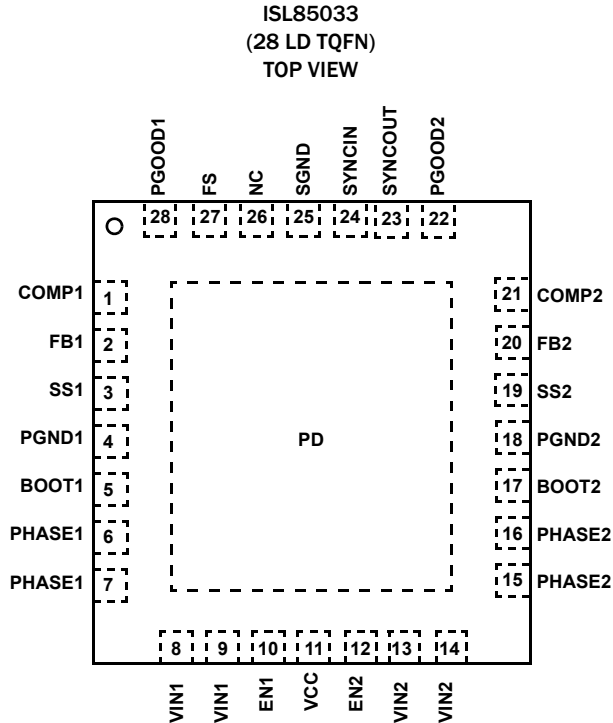 ISL85033
(28 LD TQFN)
TOP VIEW
PGOOD1
FS
NC
SGND
SYNCIN
SYNCOUT
PGOOD2
28 27 26 25 24 23 22
COMP1 1
FB1 2
SS1 3
PGND1 4
BOOT1 5
PHASE1 6
PHASE1 7
PD
21 COMP2
20 FB2
19 SS2
18 PGND2
17 BOOT2
16 PHASE2
15 PHASE2
8 9 10 11 12 13 14
VIN1
VIN1
EN1
VCC
EN2
VIN2
VIN2